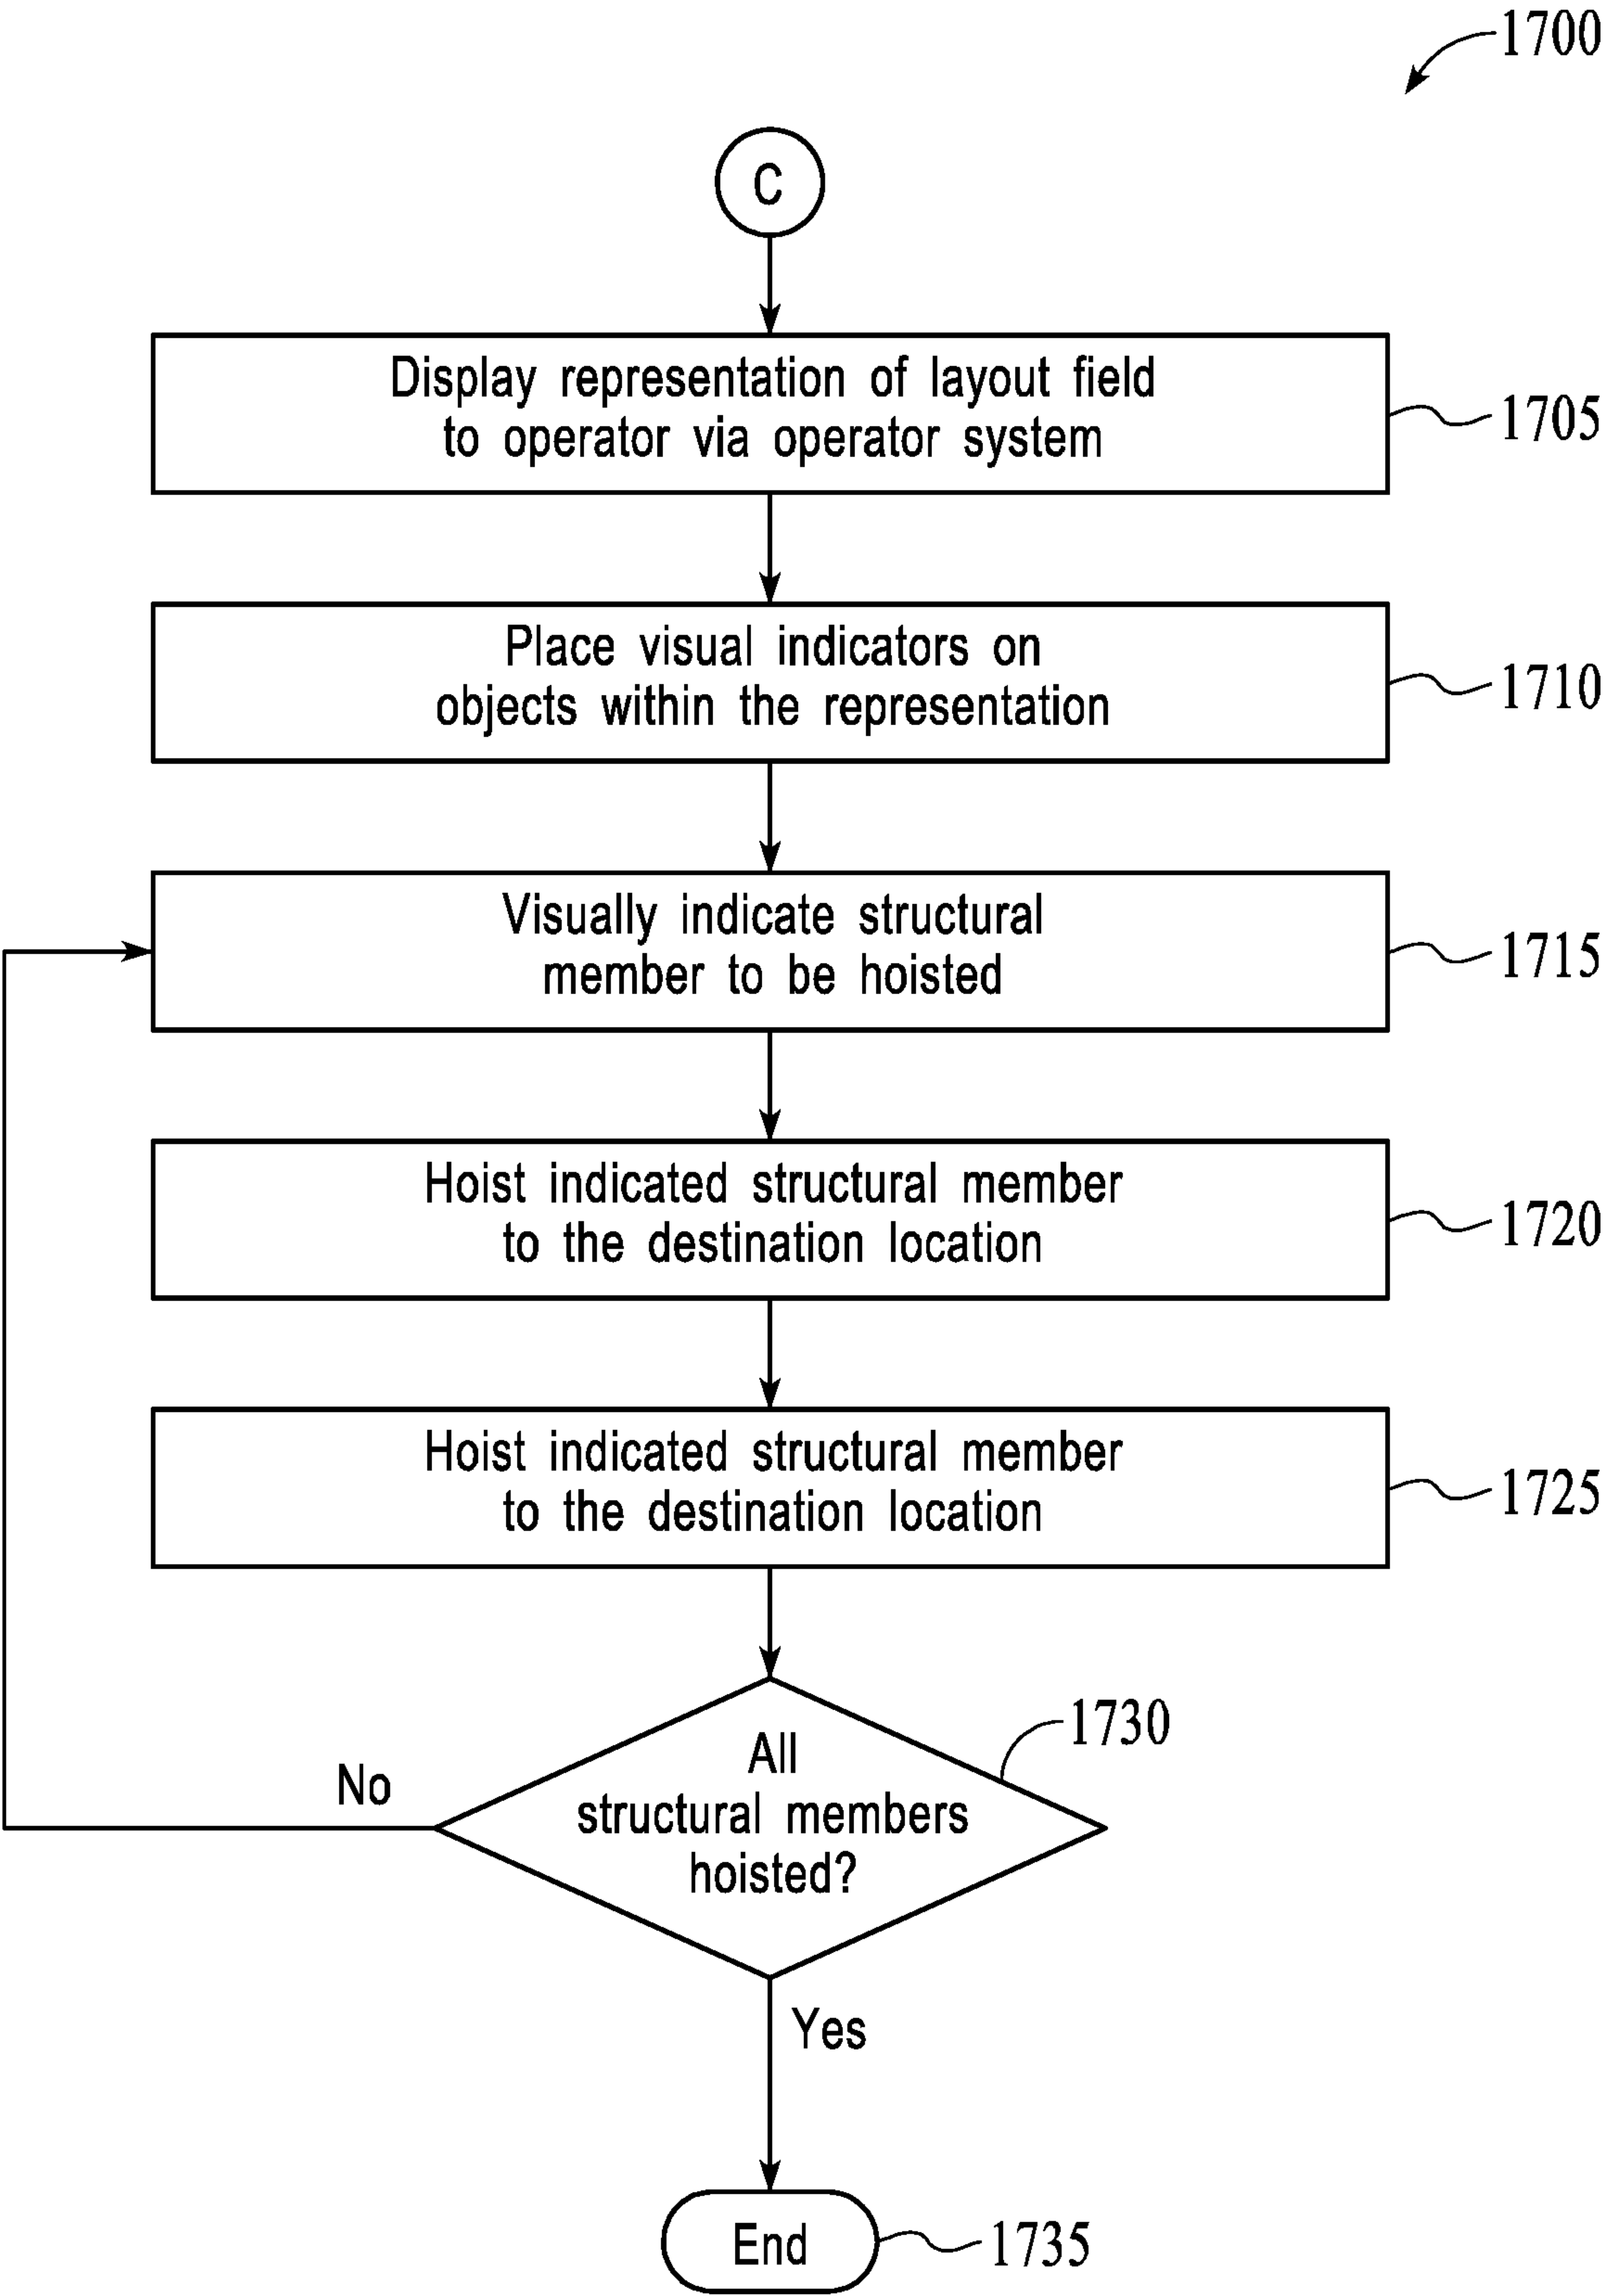 1700
C
Display representation of layout field
to operator via operator system
1705
Place visual indicators on
objects within the representation
1710
Visually indicate structural
member to be hoisted
1715
Hoist indicated structural member
to the destination location
1720
Hoist indicated structural member
to the destination location
1725
1730
All
structural members
hoisted?
No
Yes
End
1735